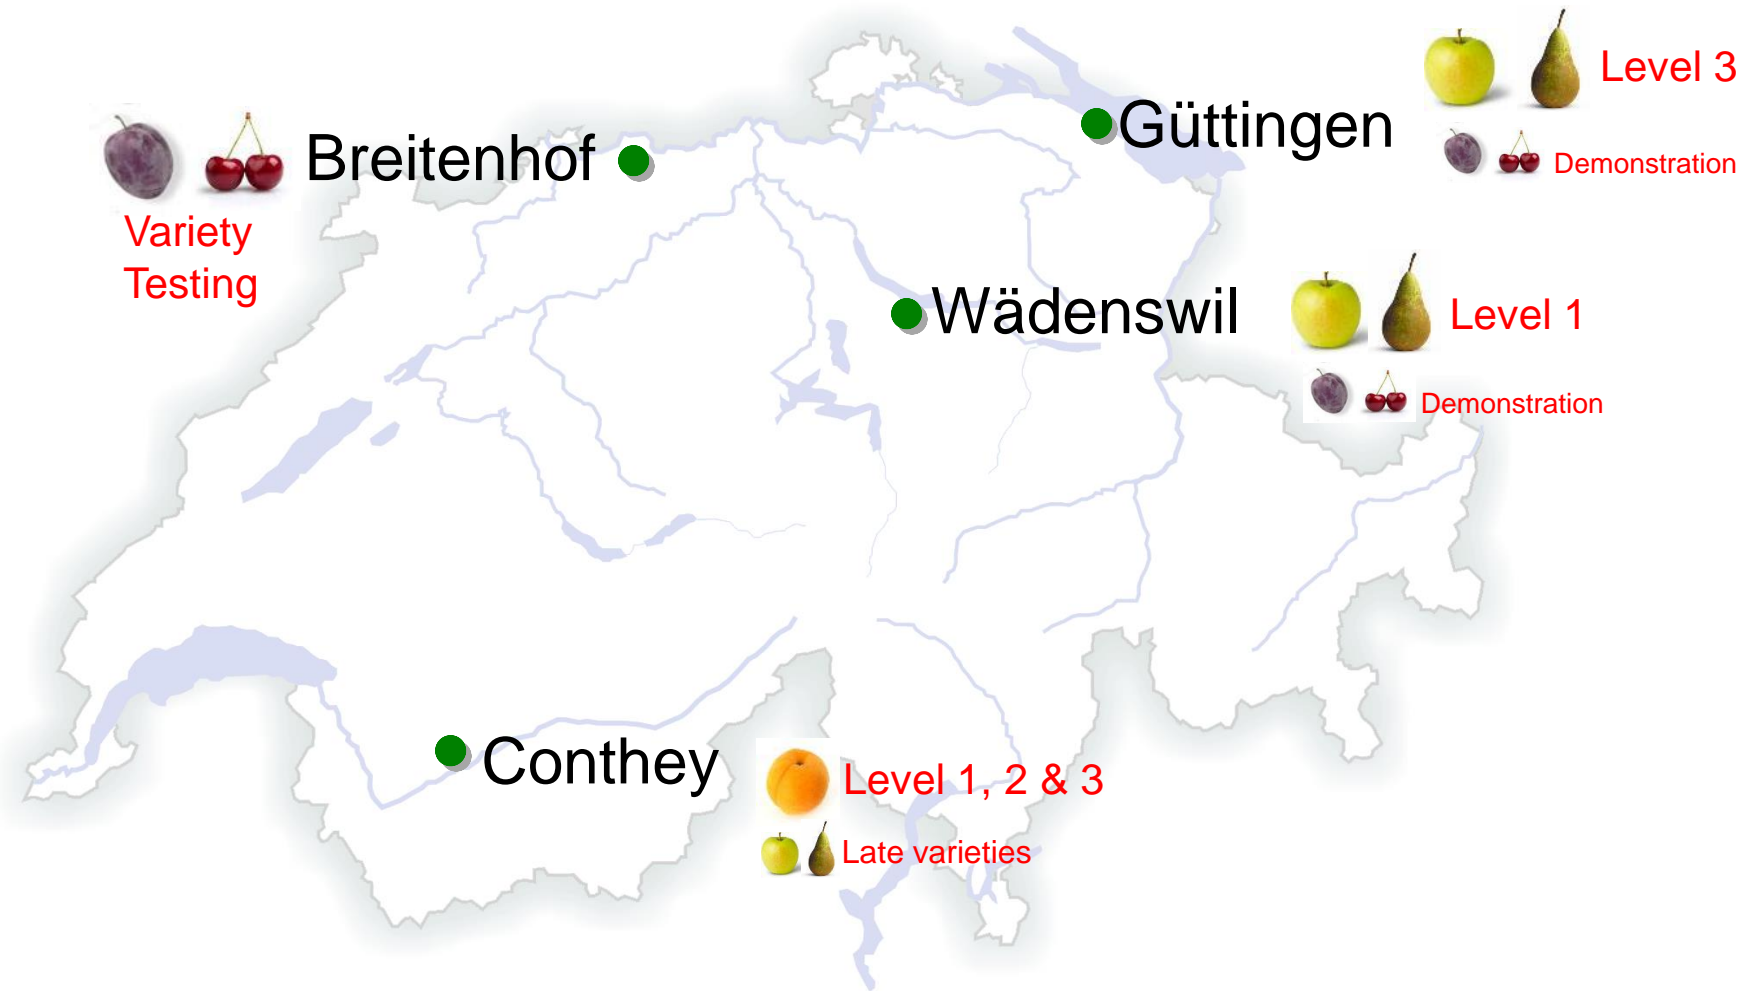 Level 3
Güttingen
Demonstration
Breitenhof
Variety
Testing
Wädenswil
Level 1
Demonstration
Conthey
Level 1, 2 & 3
Late varieties